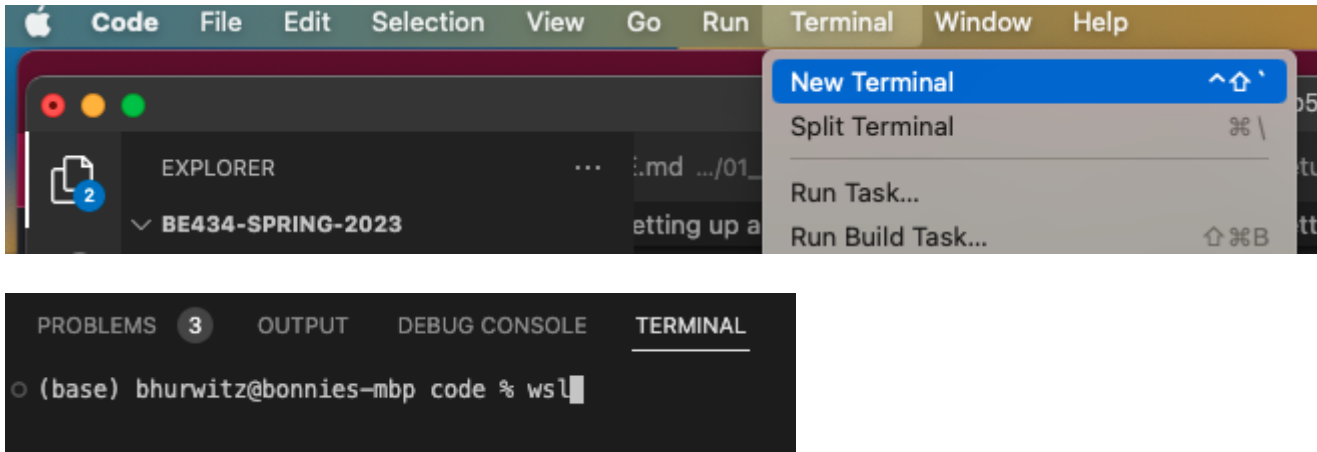 Code File Edit Selection View Go Run Terminal Window Help
New Terminal ^⇧`
Split Terminal ⌘\
EXPLORER ... .md .../01_
2
Run Task...
BE434-SPRING-2023 etting up a
Run Build Task... ⇧⌘B
PROBLEMS 3 OUTPUT DEBUG CONSOLE TERMINAL
(base) bhurwitz@bonnies-mbp code % wsl